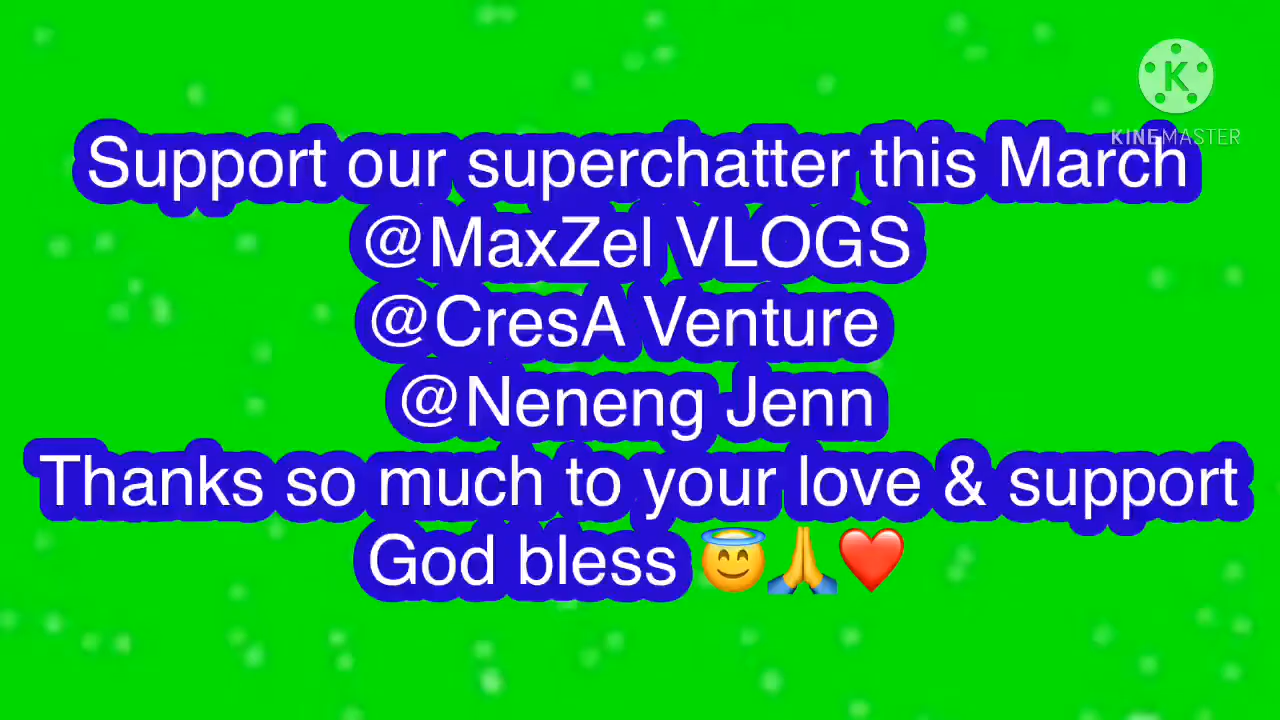 K
KINEMASTER
Support our superchatter this March
@MaxZel VLOGS
@CresA Venture
@Neneng Jenn
Thanks so much to your love & support
God bless 😇🙏❤️